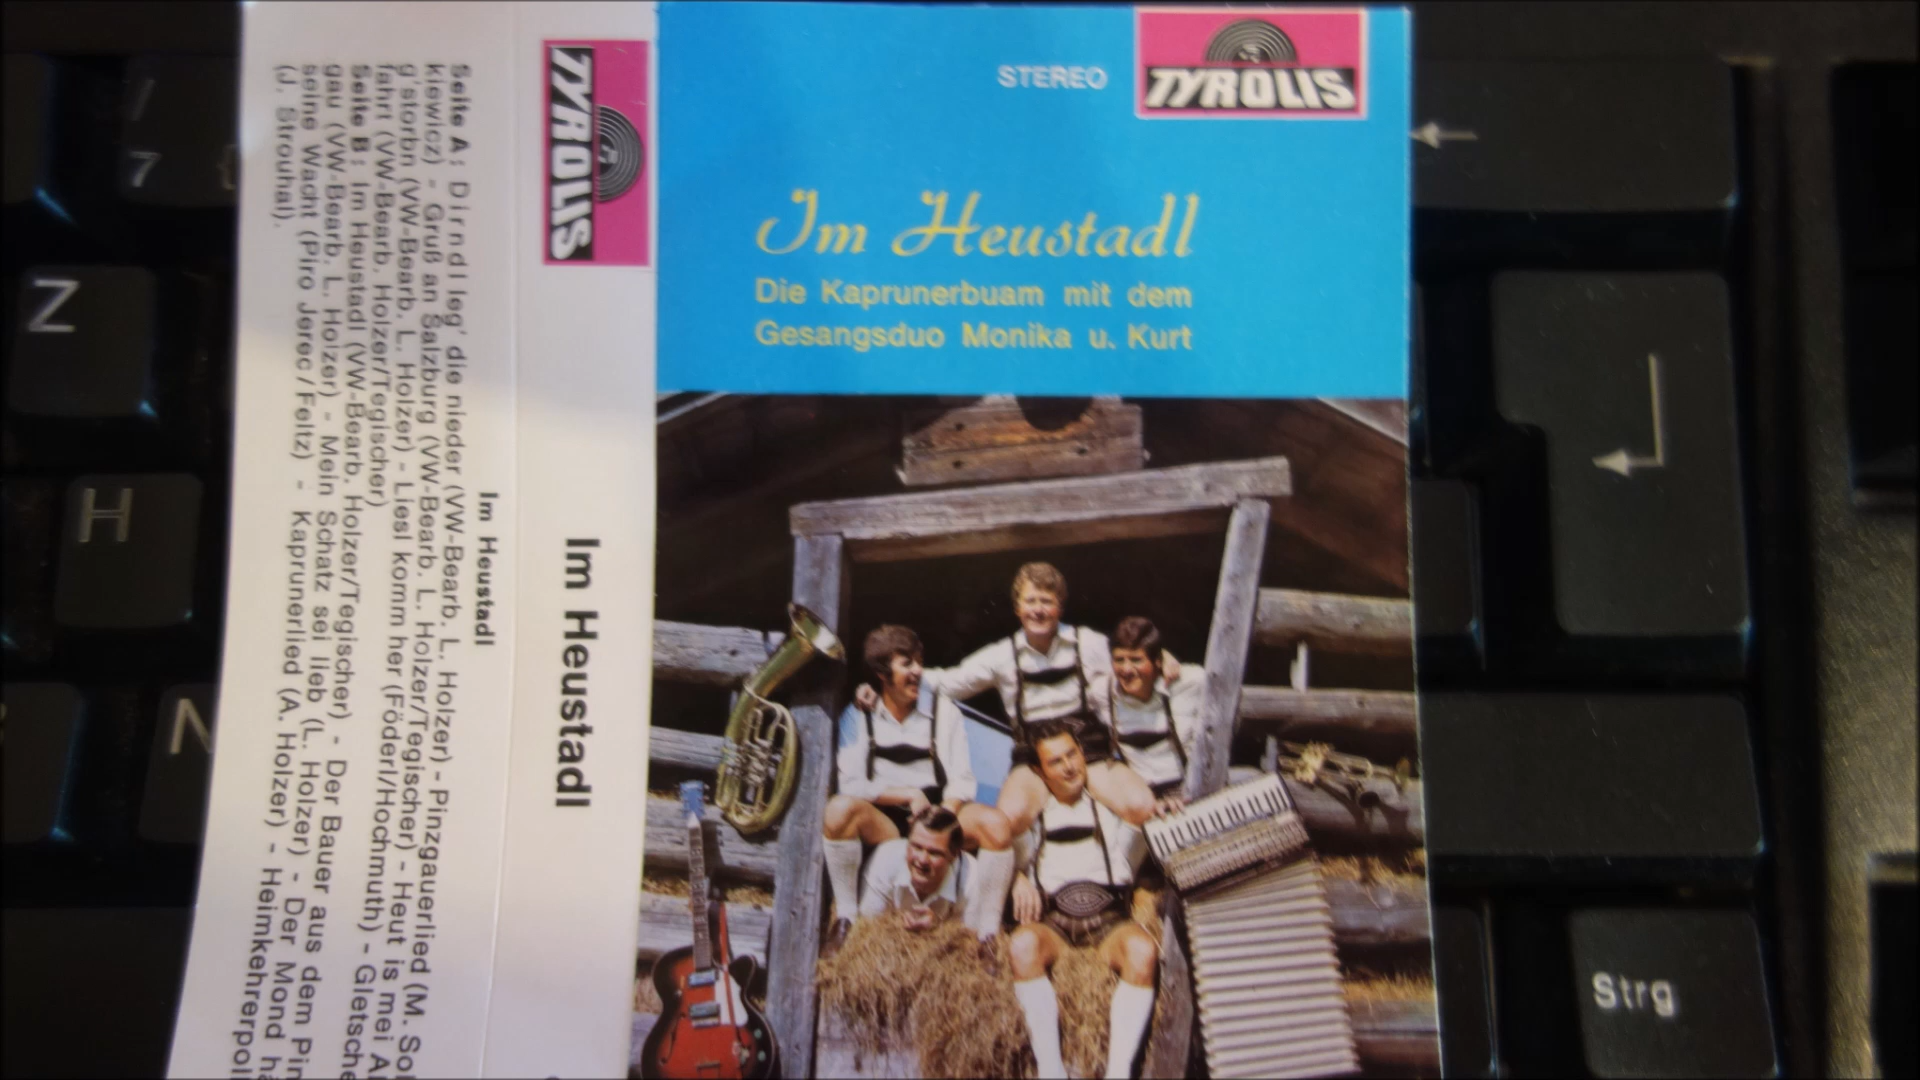 TYROLIS
STEREO
Im Heustadl
Die Kaprunerbuam mit dem
Gesangsduo Monika u. Kurt
TYROLIS
Im Heustadl
Im Heustadl
Seite A: Dirndl leg' die nieder (VW-Bearb. L. Holzer) - Pinzgauerlied (M. Sol
kiewicz) - Gruß an Salzburg (VW-Bearb. L. Holzer/Tegischer) - Heut is mei Al
g'storbn (VW-Bearb. L. Holzer) - Liesl komm her (Föderl/Hochmuth) - Gletsche
fahrt (VW-Bearb. Holzer/Tegischer)
Seite B: Im Heustadl (VW-Bearb. Holzer/Tegischer) - Der Bauer aus dem Pin
gau (VW-Bearb. L. Holzer) - Mein Schatz sei lieb (L. Holzer) - Der Mond hä
seine Wacht (Piro Jerec/Feltz) - Kaprunerlied (A. Holzer) - Heimkehrerpol
(J. Strouhal).
7 {
Z
H
N
Strg